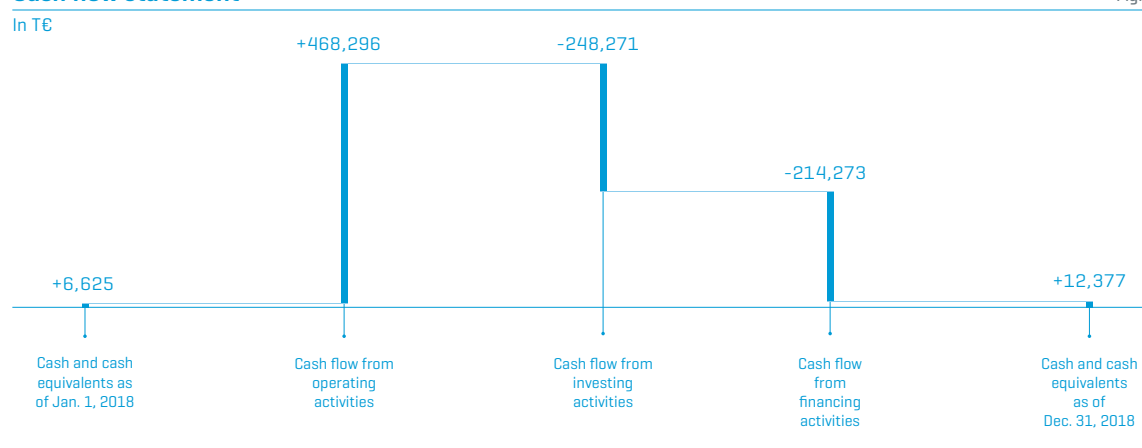 In T€
+468,296
-248,271
-214,273
+6,625
+12,377
Cash and cash
equivalents as
of Jan. 1, 2018
Cash flow from
operating
activities
Cash flow from
investing
activities
Cash flow
from
financing
activities
Cash and cash
equivalents
as of
Dec. 31, 2018